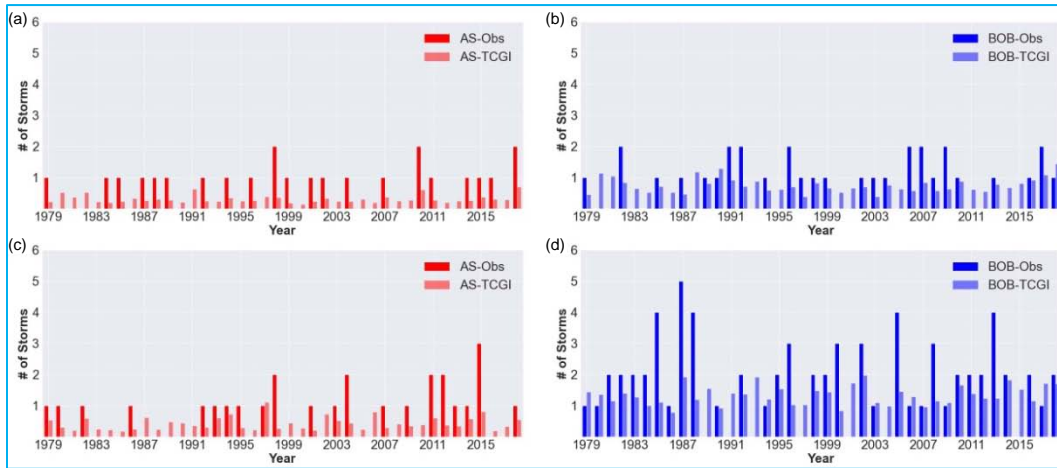 (a)
6
5
4
3
2
1
# of Storms
AS-Obs
AS-TCGI
1979 1983 1987 1991 1995 1999 2003 2007 2011 2015
Year
(b)
6
5
4
3
2
1
# of Storms
BOB-Obs
BOB-TCGI
1979 1983 1987 1991 1995 1999 2003 2007 2011 2015
Year
(c)
6
5
4
3
2
1
# of Storms
AS-Obs
AS-TCGI
1979 1983 1987 1991 1995 1999 2003 2007 2011 2015
Year
(d)
6
5
4
3
2
1
# of Storms
BOB-Obs
BOB-TCGI
1979 1983 1987 1991 1995 1999 2003 2007 2011 2015
Year